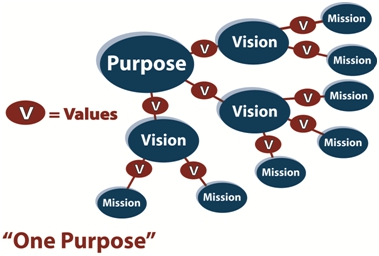 Mission
V
Vision
V
Mission
V
Purpose
V
Mission
V
Vision
V
Mission
V
V
Mission
V = Values
V
Vision
V
V
Mission
Mission
“One Purpose”